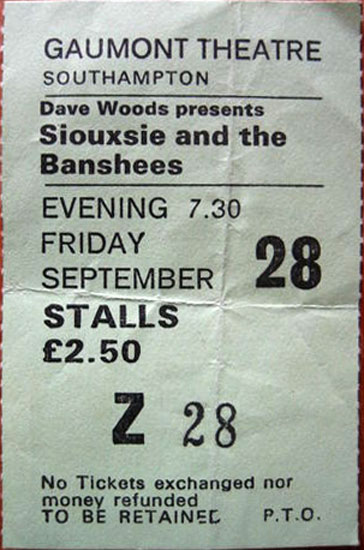 GAUMONT THEATRE
SOUTHAMPTON
Dave Woods presents
Siouxsie and the
Banshees
EVENING 7.30
FRIDAY
SEPTEMBER 28
STALLS
£2.50
Z 28
No Tickets exchanged nor
money refunded
TO BE RETAINED P.T.O.